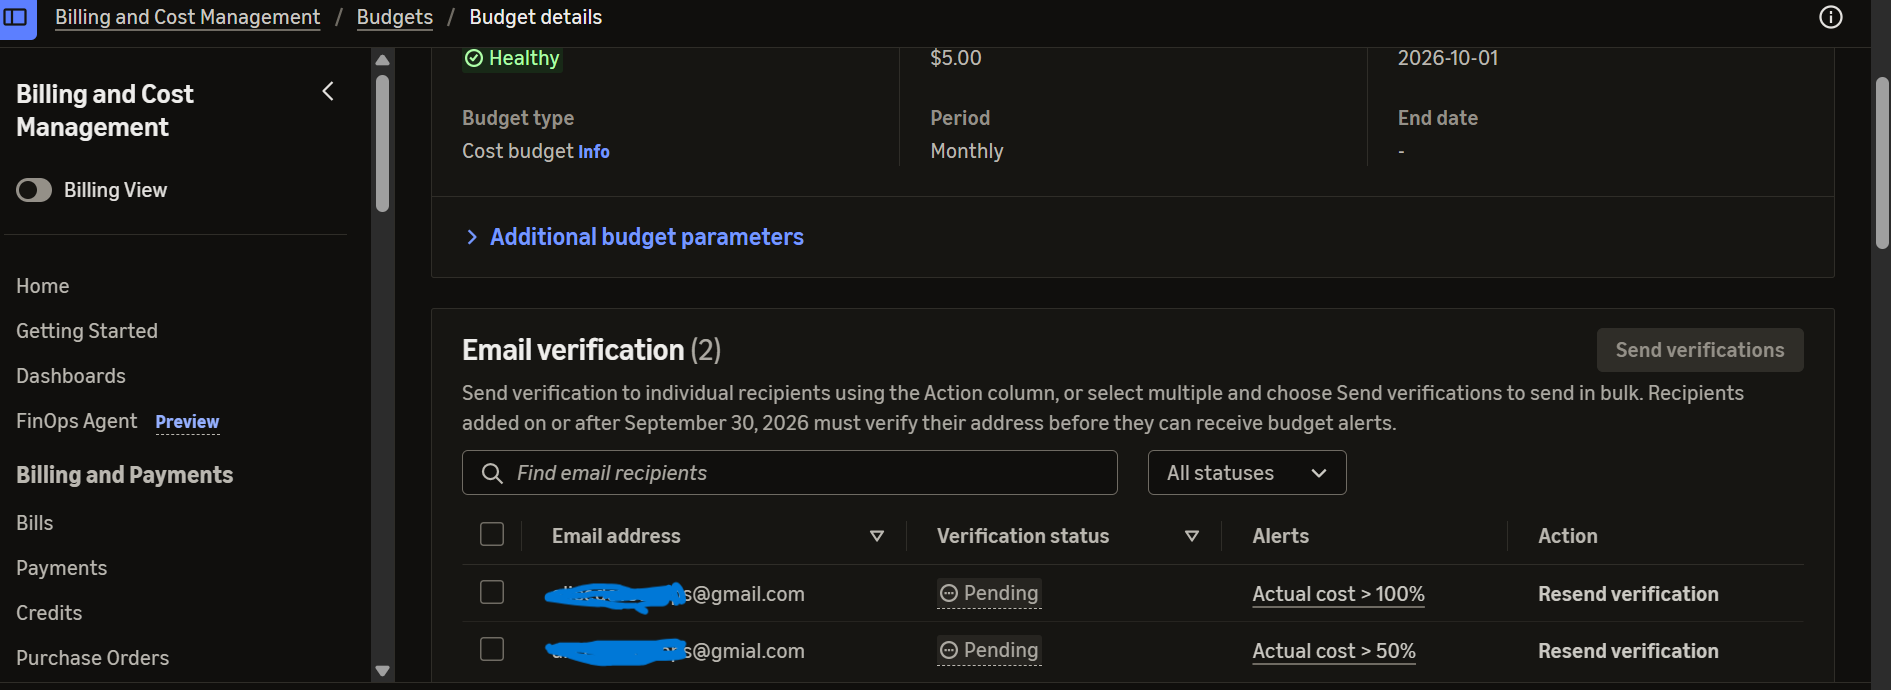 Billing and Cost Management / Budgets / Budget details
Billing and Cost
Management
Billing View
Home
Getting Started
Dashboards
FinOps Agent Preview
Billing and Payments
Bills
Payments
Credits
Purchase Orders
Healthy
$5.00
2026-10-01
Budget type
Cost budget Info
Period
Monthly
End date
-
Additional budget parameters
Email verification (2)
Send verifications
Send verification to individual recipients using the Action column, or select multiple and choose Send verifications to send in bulk. Recipients
added on or after September 30, 2026 must verify their address before they can receive budget alerts.
Find email recipients
All statuses
Email address Verification status Alerts Action
s@gmail.com Pending Actual cost > 100% Resend verification
s@gmial.com Pending Actual cost > 50% Resend verification